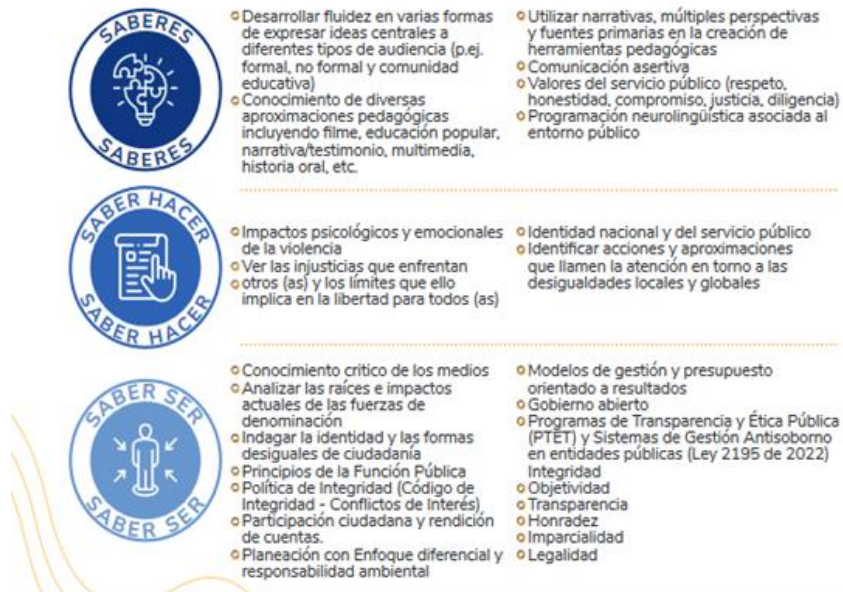 SABERES
SABERES
Desarrollar fluidez en varias formas
de expresar ideas centrales a
diferentes tipos de audiencia (p.ej.
formal, no formal y comunidad
educativa)
Conocimiento de diversas
aproximaciones pedagógicas
incluyendo filme, educación popular,
narrativa/testimonio, multimedia,
historia oral, etc.
Utilizar narrativas, múltiples perspectivas
y fuentes primarias en la creación de
herramientas pedagógicas
Comunicación asertiva
Valores del servicio público (respeto,
honestidad, compromiso, justicia, diligencia)
Programación neurolingüística asociada al
entorno público
SABER HACER
SABER HACER
Impactos psicológicos y emocionales
de la violencia
Ver las injusticias que enfrentan
otros (as) y los límites que ello
implica en la libertad para todos (as)
Identidad nacional y del servicio público
Identificar acciones y aproximaciones
que llamen la atención en torno a las
desigualdades locales y globales
SABER SER
SABER SER
Conocimiento critico de los medios
Analizar las raíces e impactos
actuales de las fuerzas de
denominación
Indagar la identidad y las formas
desiguales de ciudadanía
Principios de la Función Pública
Política de Integridad (Código de
Integridad - Conflictos de Interés)
Participación ciudadana y rendición
de cuentas.
Planeación con Enfoque diferencial y
responsabilidad ambiental
Modelos de gestión y presupuesto
orientado a resultados
Gobierno abierto
Programas de Transparencia y Ética Pública
(PTET) y Sistemas de Gestión Antisoborno
en entidades públicas (Ley 2195 de 2022)
Integridad
Objetividad
Transparencia
Honradez
Imparcialidad
Legalidad